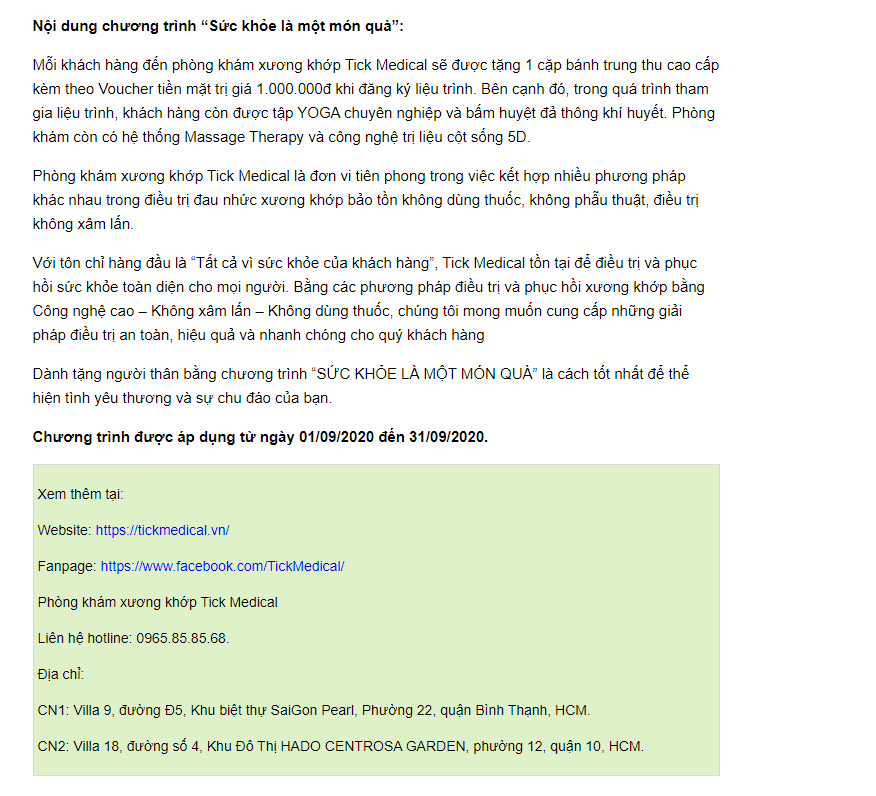 Nội dung chương trình “Sức khỏe là một món quà”:
Mỗi khách hàng đến phòng khám xương khớp Tick Medical sẽ được tặng 1 cặp bánh trung thu cao cấp
kèm theo Voucher tiền mặt trị giá 1.000.000đ khi đăng ký liệu trình. Bên cạnh đó, trong quá trình tham
gia liệu trình, khách hàng còn được tập YOGA chuyên nghiệp và bấm huyệt đả thông khí huyết. Phòng
khám còn có hệ thống Massage Therapy và công nghệ trị liệu cột sống 5D.
Phòng khám xương khớp Tick Medical là đơn vi tiên phong trong việc kết hợp nhiều phương pháp
khác nhau trong điều trị đau nhức xương khớp bảo tồn không dùng thuốc, không phẫu thuật, điều trị
không xâm lấn.
Với tôn chỉ hàng đầu là “Tất cả vì sức khỏe của khách hàng”, Tick Medical tồn tại để điều trị và phục
hồi sức khỏe toàn diện cho mọi người. Bằng các phương pháp điều trị và phục hồi xương khớp bằng
Công nghệ cao – Không xâm lấn – Không dùng thuốc, chúng tôi mong muốn cung cấp những giải
pháp điều trị an toàn, hiệu quả và nhanh chóng cho quý khách hàng
Dành tặng người thân bằng chương trình “SỨC KHỎE LÀ MỘT MÓN QUÀ” là cách tốt nhất để thể
hiện tình yêu thương và sự chu đáo của bạn.
Chương trình được áp dụng từ ngày 01/09/2020 đến 31/09/2020.
Xem thêm tại:
Website: https://tickmedical.vn/
Fanpage: https://www.facebook.com/TickMedical/
Phòng khám xương khớp Tick Medical
Liên hệ hotline: 0965.85.85.68.
Địa chỉ:
CN1: Villa 9, đường Đ5, Khu biệt thự SaiGon Pearl, Phường 22, quận Bình Thạnh, HCM.
CN2: Villa 18, đường số 4, Khu Đô Thị HADO CENTROSA GARDEN, phường 12, quận 10, HCM.